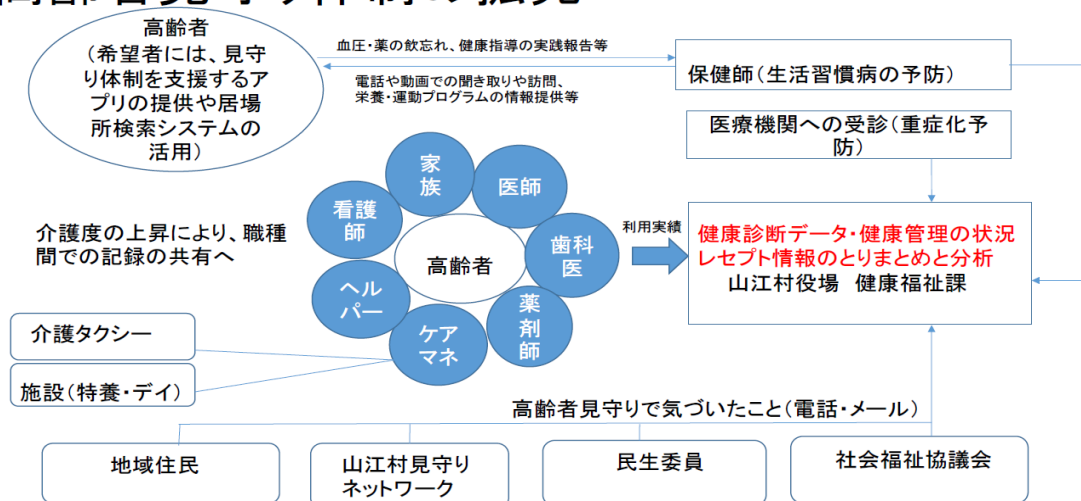 高齢者
(希望者には、見守
り体制を支援するア
プリの提供や居場
所検索システムの
活用)
血圧・薬の飲忘れ、健康指導の実践報告等
電話や動画での聞き取りや訪問、
栄養・運動プログラムの情報提供等
保健師(生活習慣病の予防)
医療機関への受診(重症化予
防)
家
族
医師
看護
師
歯科
医
高齢者
ヘル
パー
薬
剤
師
ケア
マネ
利用実績
健康診断データ・健康管理の状況
レセプト情報のとりまとめと分析
山江村役場 健康福祉課
介護度の上昇により、職種
間での記録の共有へ
介護タクシー
施設(特養・デイ)
高齢者見守りで気づいたこと(電話・メール)
地域住民
山江村見守り
ネットワーク
民生委員
社会福祉協議会